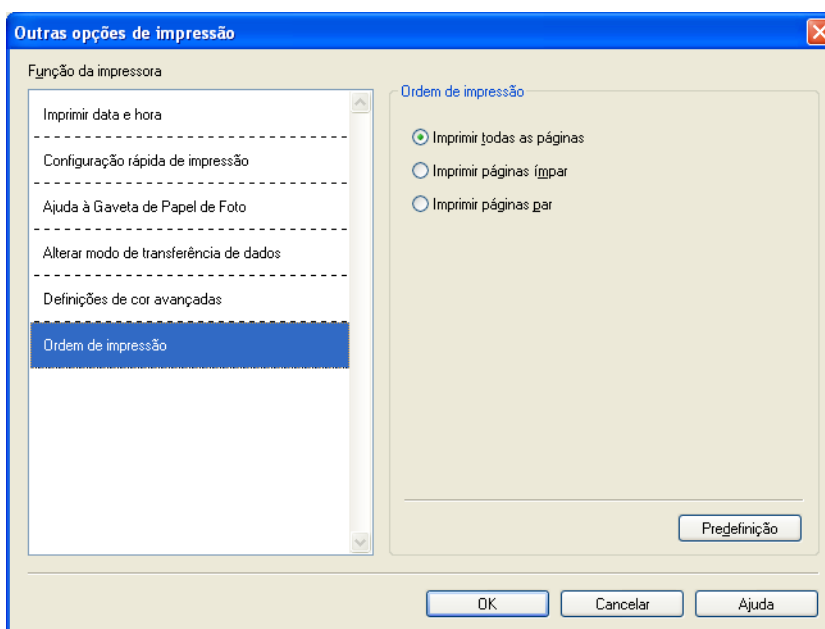 Outras opções de impressão
Função da impressora
Imprimir data e hora
Configuração rápida de impressão
Ajuda à Gaveta de Papel de Foto
Alterar modo de transferência de dados
Definições de cor avançadas
Ordem de impressão
Ordem de impressão
Imprimir todas as páginas
Imprimir páginas ímpar
Imprimir páginas par
Predefinição
OK
Cancelar
Ajuda